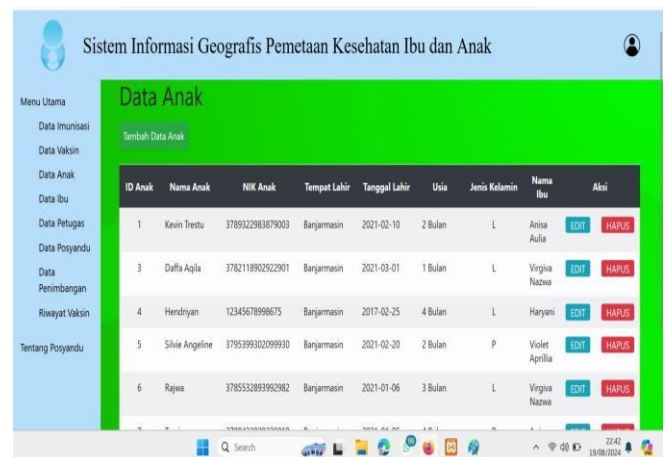 Sistem Informasi Geografis Pemetaan Kesehatan Ibu dan Anak
Menu Utama
Data Imunisasi
Data Vaksin
Data Anak
Data Ibu
Data Petugas
Data Posyandu
Data
Penimbangan
Riwayat Vaksin
Tentang Posyandu
Data Anak
Tambah Data Anak
ID Anak Nama Anak NIK Anak Tempat Lahir Tanggal Lahir Usia Jenis Kelamin Nama Ibu Aksi
1 Kevin Trestu 3789322983879003 Banjarmasin 2021-02-10 2 Bulan L Anisa Aulia EDIT HAPUS
3 Daffa Aqila 3782118902922901 Banjarmasin 2021-03-01 1 Bulan L Virgiva Nazwa EDIT HAPUS
4 Hendriyan 12345678998675 Banjarmasin 2017-02-25 4 Bulan L Haryani EDIT HAPUS
5 Silvie Angeline 3795399302099930 Banjarmasin 2021-02-20 2 Bulan P Violet Aprillia EDIT HAPUS
6 Rajwa 3785532893992982 Banjarmasin 2021-01-06 3 Bulan L Virgiva Nazwa EDIT HAPUS
Search
99
22:42
19/08/2024